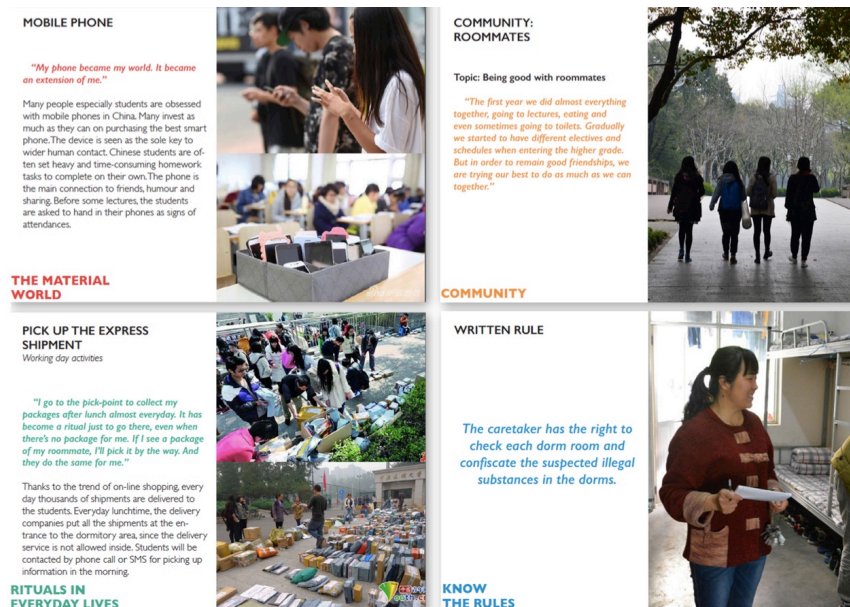 MOBILE PHONE
“My phone became my world. It became
an extension of me.”
Many people especially students are obsessed
with mobile phones in China. Many invest as
much as they can on purchasing the best smart
phone. The device is seen as the sole key to
wider human contact. Chinese students are of-
ten set heavy and time-consuming homework
tasks to complete on their own. The phone is
the main connection to friends, humour and
sharing. Before some lectures, the students
are asked to hand in their phones as signs of
attendances.
THE MATERIAL
WORLD
COMMUNITY:
ROOMMATES
Topic: Being good with roommates
“The first year we did almost everything
together, going to lectures, eating and
even sometimes going to toilets. Gradually
we started to have different electives and
schedules when entering the higher grade.
But in order to remain good friendships, we
are trying our best to do as much as we can
together.”
COMMUNITY
PICK UP THE EXPRESS
SHIPMENT
Working day activities
“I go to the pick-point to collect my
packages after lunch almost everyday. It has
become a ritual just to go there, even when
there’s no package for me. If I see a package
of my roommate, I’ll pick it by the way. And
they do the same for me.”
Thanks to the trend of on-line shopping, every
day thousands of shipments are delivered to
the students. Everyday lunchtime, the delivery
companies put all the shipments at the en-
trance to the dormitory area, since the delivery
service is not allowed inside. Students will be
contacted by phone call or SMS for picking up
information in the morning.
RITUALS IN
EVERYDAY LIVES
WRITTEN RULE
The caretaker has the right to
check each dorm room and
confiscate the suspected illegal
substances in the dorms.
KNOW
THE RULES